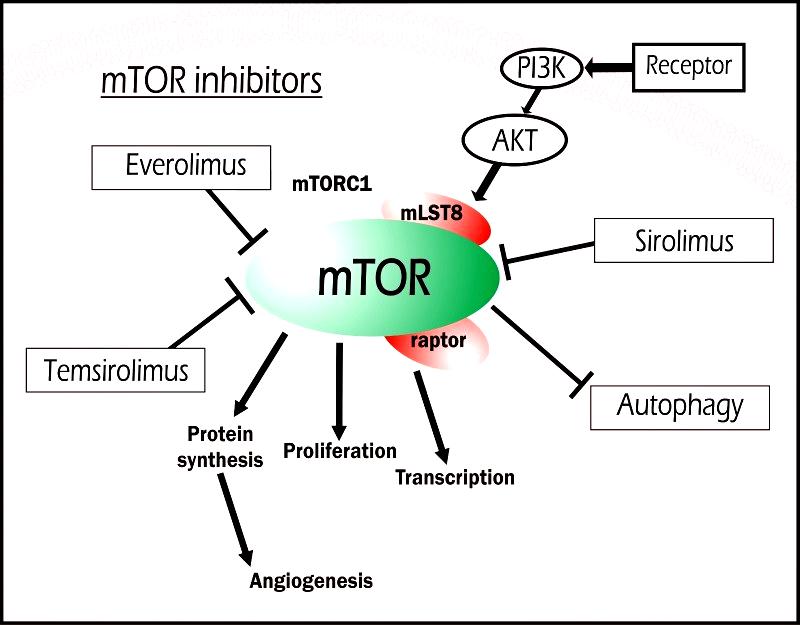 mTOR inhibitors
Receptor
PI3K
AKT
Everolimus
mTORC1
mLST8
Sirolimus
mTOR
raptor
Temsirolimus
Autophagy
Protein
synthesis
Proliferation
Transcription
Angiogenesis